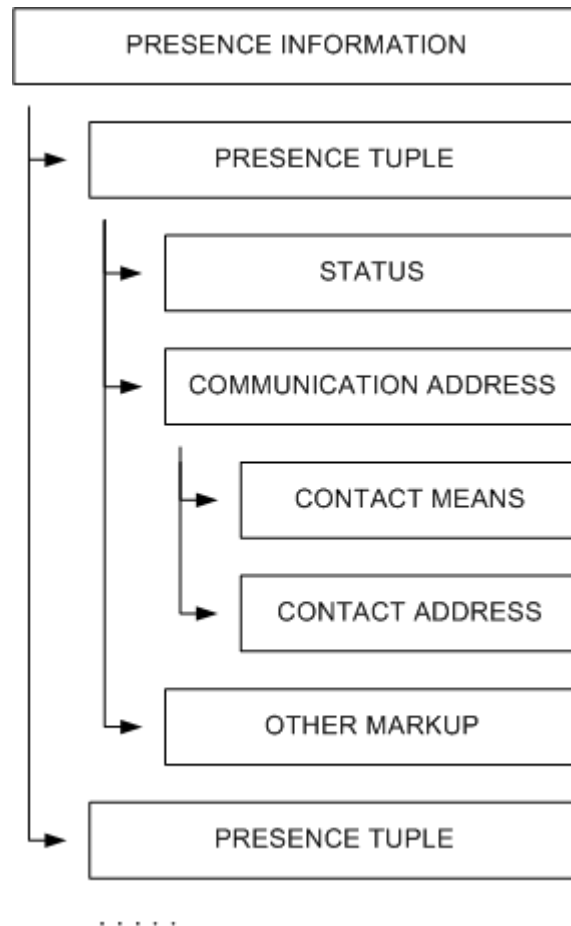 PRESENCE INFORMATION
PRESENCE TUPLE
STATUS
COMMUNICATION ADDRESS
CONTACT MEANS
CONTACT ADDRESS
OTHER MARKUP
PRESENCE TUPLE
. . . . .